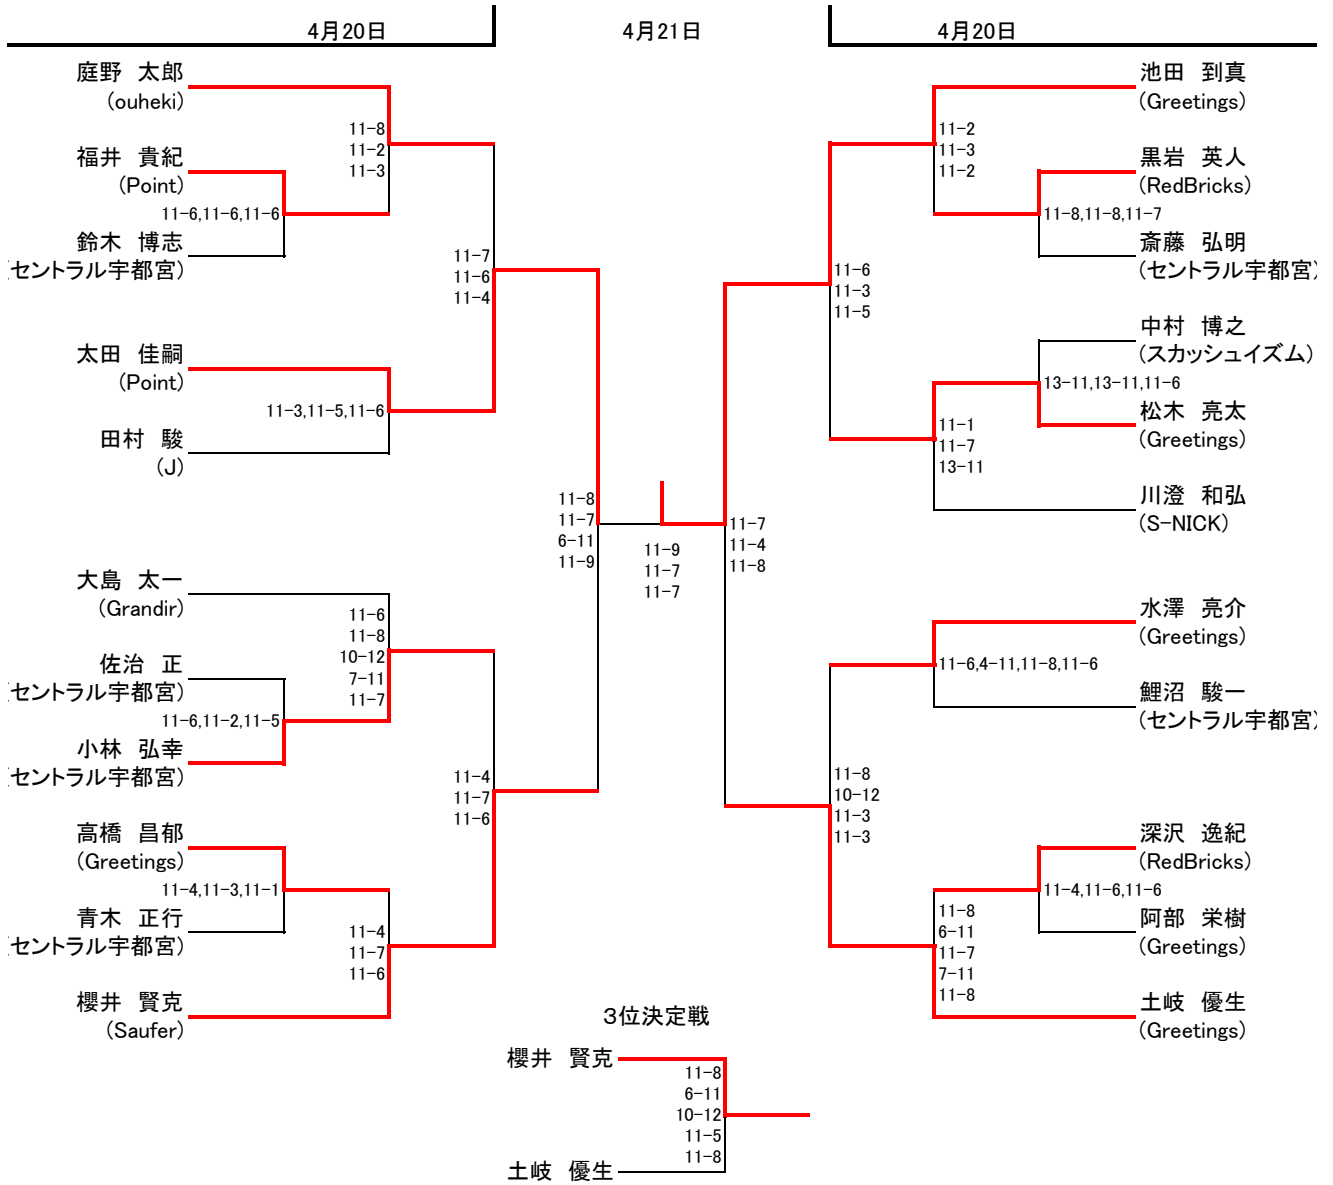 4月20日
4月21日
4月20日
庭野 太郎
(ouheki)
11-8
11-2
11-3
福井 貴紀
(Point)
11-6,11-6,11-6
鈴木 博志
(セントラル宇都宮)
11-7
11-6
11-4
太田 佳嗣
(Point)
11-3,11-5,11-6
田村 駿
(J)
11-8
11-7
6-11
11-9
大島 太一
(Grandir)
11-6
11-8
10-12
7-11
11-7
佐治 正
(セントラル宇都宮)
11-6,11-2,11-5
小林 弘幸
(セントラル宇都宮)
11-4
11-7
11-6
高橋 昌郁
(Greetings)
11-4,11-3,11-1
青木 正行
(セントラル宇都宮)
11-4
11-7
11-6
櫻井 賢克
(Saufer)
11-9
11-7
11-7
池田 到真
(Greetings)
11-2
11-3
11-2
黒岩 英人
(RedBricks)
11-8,11-8,11-7
斎藤 弘明
(セントラル宇都宮)
11-6
11-3
11-5
中村 博之
(スカッシュイズム)
13-11,13-11,11-6
松木 亮太
(Greetings)
11-1
11-7
13-11
川澄 和弘
(S-NICK)
11-7
11-4
11-8
水澤 亮介
(Greetings)
11-6,4-11,11-8,11-6
鯉沼 駿一
(セントラル宇都宮)
11-8
10-12
11-3
11-3
深沢 逸紀
(RedBricks)
11-4,11-6,11-6
阿部 栄樹
(Greetings)
11-8
6-11
11-7
7-11
11-8
土岐 優生
(Greetings)
3位決定戦
櫻井 賢克
11-8
6-11
10-12
11-5
11-8
土岐 優生